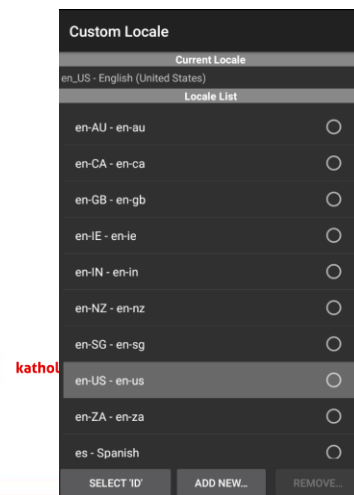 Custom Locale
Current Locale
en_US - English (United States)
Locale List
en-AU - en-au
en-CA - en-ca
en-GB - en-gb
en-IE - en-ie
en-IN - en-in
en-NZ - en-nz
en-SG - en-sg
kathol
en-US - en-us
en-ZA - en-za
es - Spanish
SELECT 'ID' ADD NEW... REMOVE...